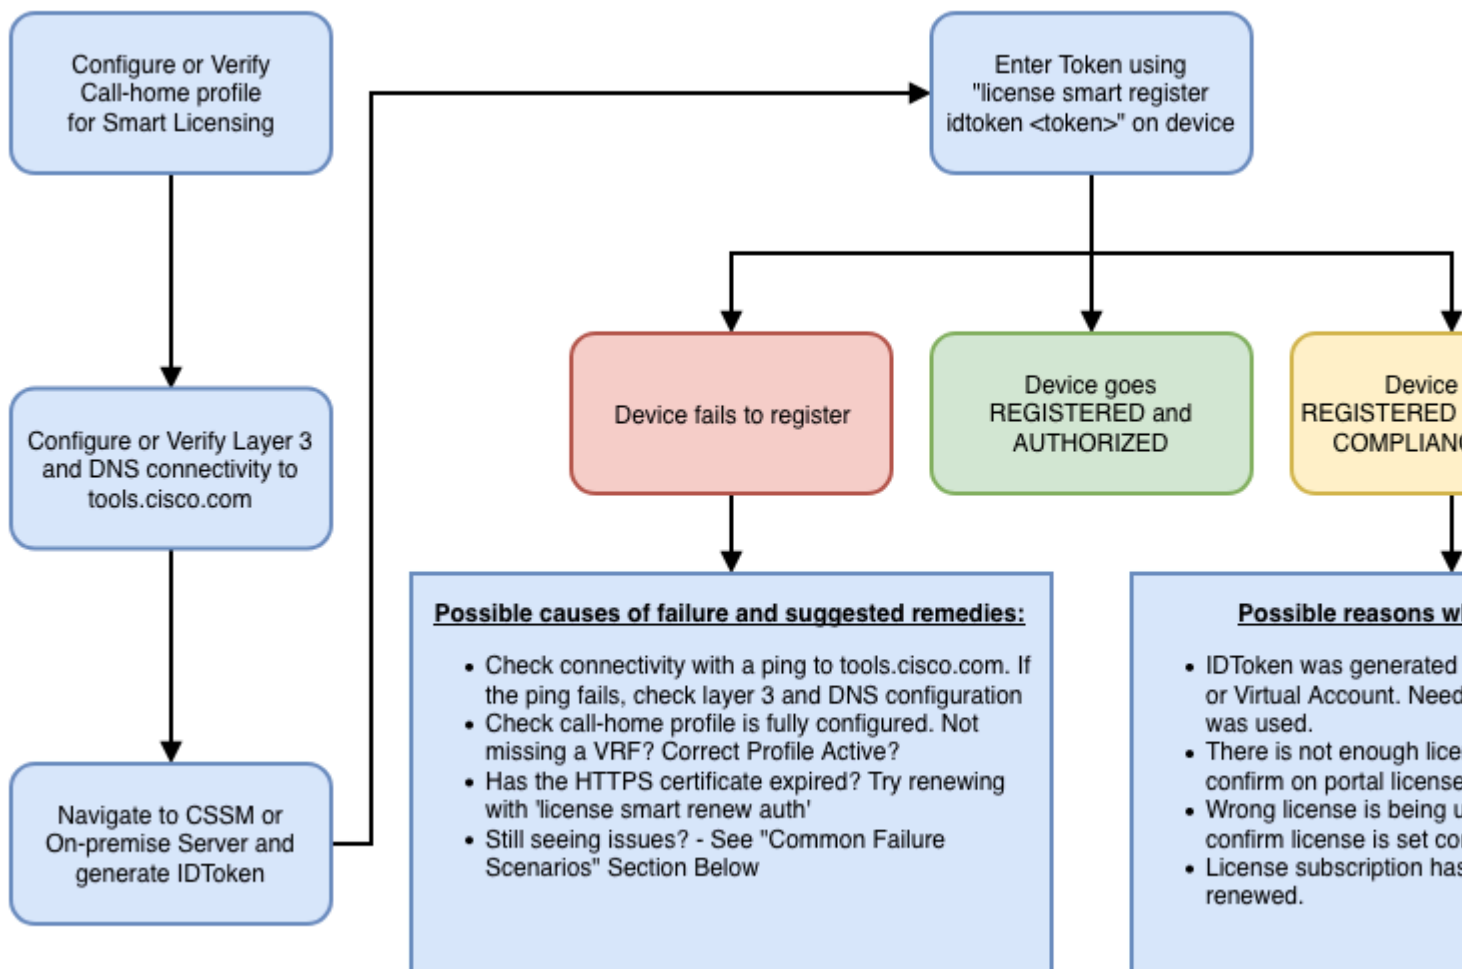 Configure or Verify
Call-home profile
for Smart Licensing
Configure or Verify Layer 3
and DNS connectivity to
tools.cisco.com
Navigate to CSSM or
On-premise Server and
generate IDToken
Enter Token using
"license smart register
idtoken <token>" on device
Device fails to register
Device goes
REGISTERED and
AUTHORIZED
Device
REGISTERED
Possible causes of failure and suggested remedies:
• Check connectivity with a ping to tools.cisco.com. If
the ping fails, check layer 3 and DNS configuration
• Check call-home profile is fully configured. Not
missing a VRF? Correct Profile Active?
• Has the HTTPS certificate expired? Try renewing
with 'license smart renew auth'
• Still seeing issues? - See "Common Failure
Scenarios" Section Below
Possible reasons
• IDToken was generated
or Virtual Account. Need
was used.
• There is not enough
confirm on portal license
• Wrong license is being
confirm license is set
• License subscription
renewed.